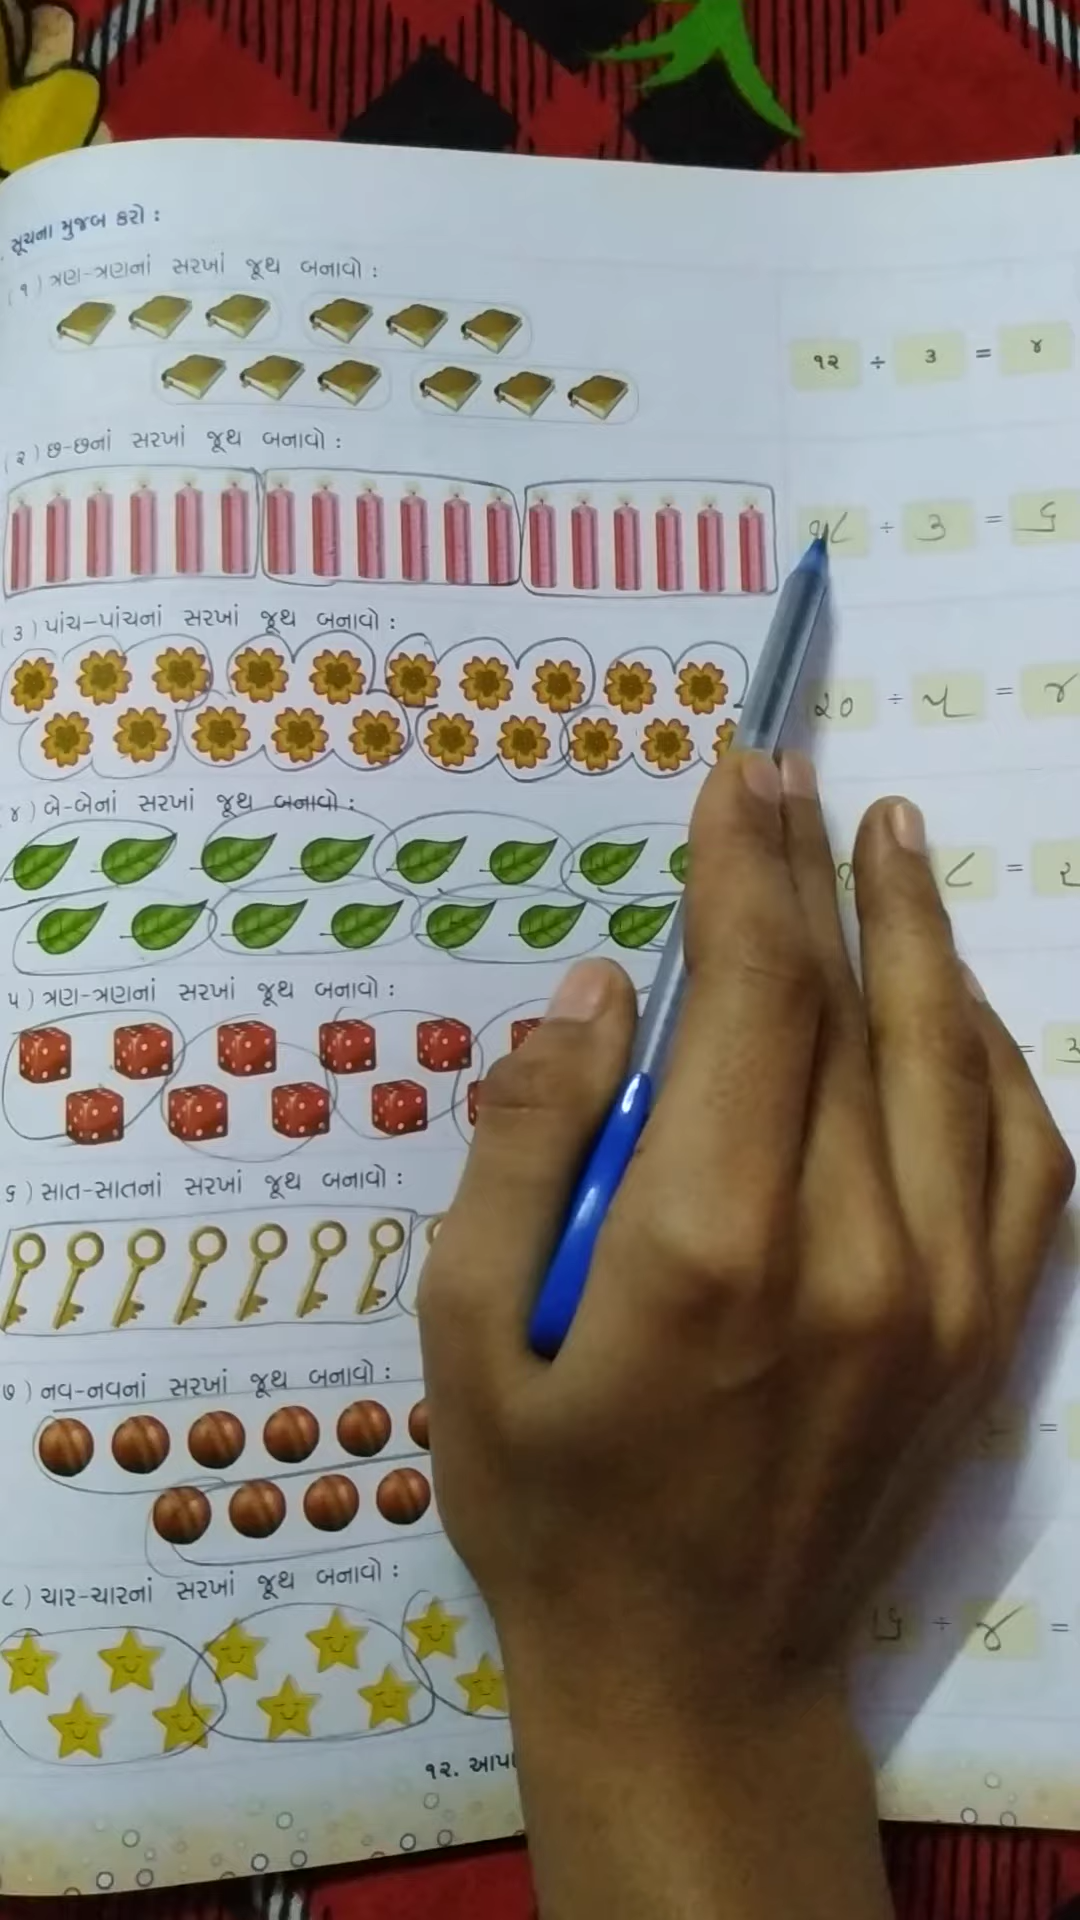 સૂચના મુજબ કરો :
(૧) ત્રણ-ત્રણનાં સરખાં જૂથ બનાવો :
૧૨ ÷ ૩ = ૪
(૨) છ-છનાં સરખાં જૂથ બનાવો :
૧૮ ÷ ૩ = ૬
(૩) પાંચ-પાંચનાં સરખાં જૂથ બનાવો :
૨૦ ÷ ૫ = ૪
૪) બે-બેનાં સરખાં જૂથ બનાવો :
૮ = ૨
૫) ત્રણ-ત્રણનાં સરખાં જૂથ બનાવો :
=
૬) સાત-સાતનાં સરખાં જૂથ બનાવો :
૭) નવ-નવનાં સરખાં જૂથ બનાવો :
=
૮) ચાર-ચારનાં સરખાં જૂથ બનાવો :
૧૬ ÷ ૪ =
૧૨.